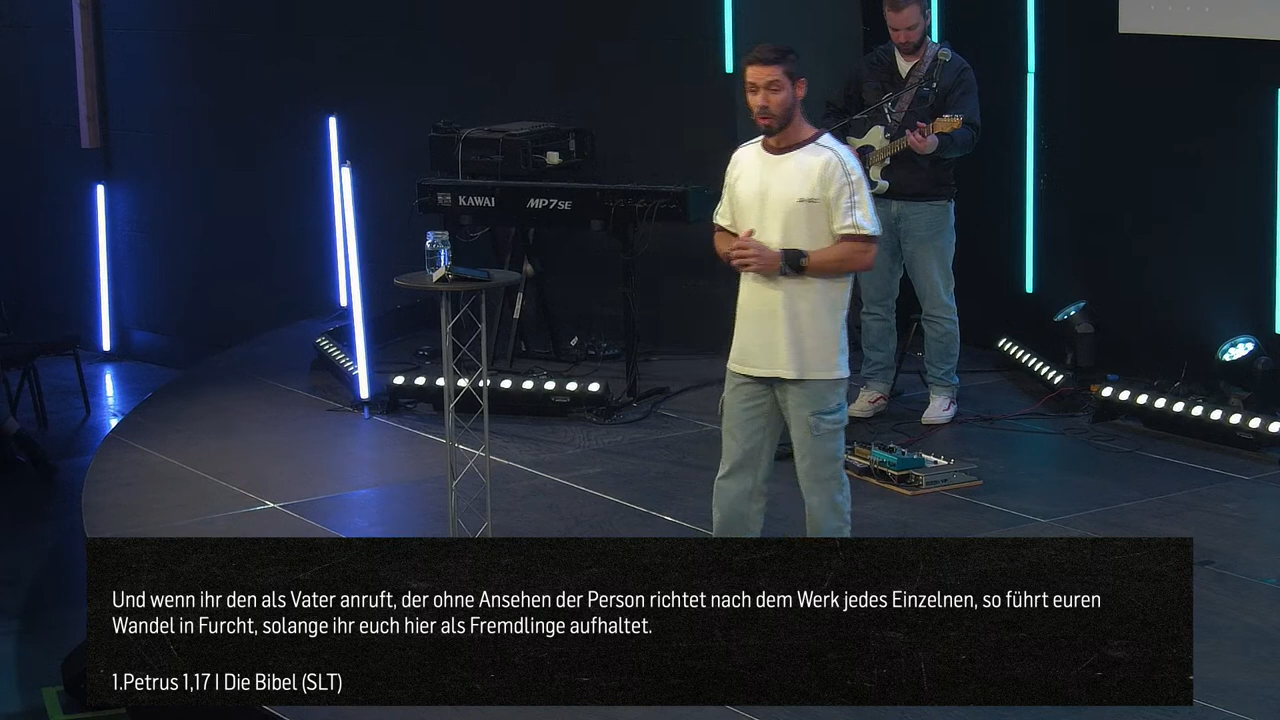 KAWAI MP7SE
Und wenn ihr den als Vater anruft, der ohne Ansehen der Person richtet nach dem Werk jedes Einzelnen, so führt euren
Wandel in Furcht, solange ihr euch hier als Fremdlinge aufhaltet.
1.Petrus 1,17 I Die Bibel (SLT)